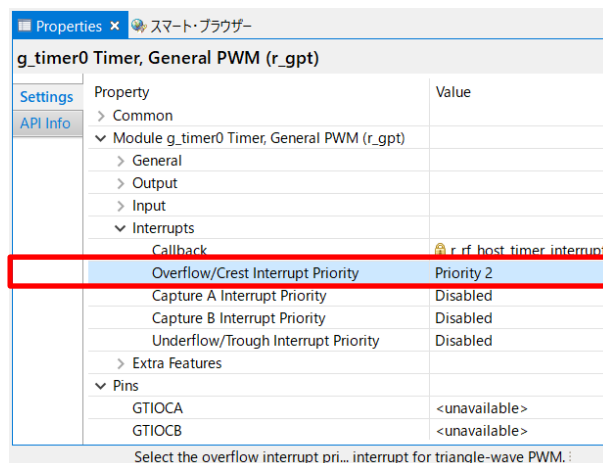 Properties スマート・ブラウザー
g_timer0 Timer, General PWM (r_gpt)
Settings
API Info
Property Value
Common
Module g_timer0 Timer, General PWM (r_gpt)
General
Output
Input
Interrupts
Callback r_rf_host_timer_interrupt
Overflow/Crest Interrupt Priority Priority 2
Capture A Interrupt Priority Disabled
Capture B Interrupt Priority Disabled
Underflow/Trough Interrupt Priority Disabled
Extra Features
Pins
GTIOCA <unavailable>
GTIOCB <unavailable>
Select the overflow interrupt pri... interrupt for triangle-wave PWM.